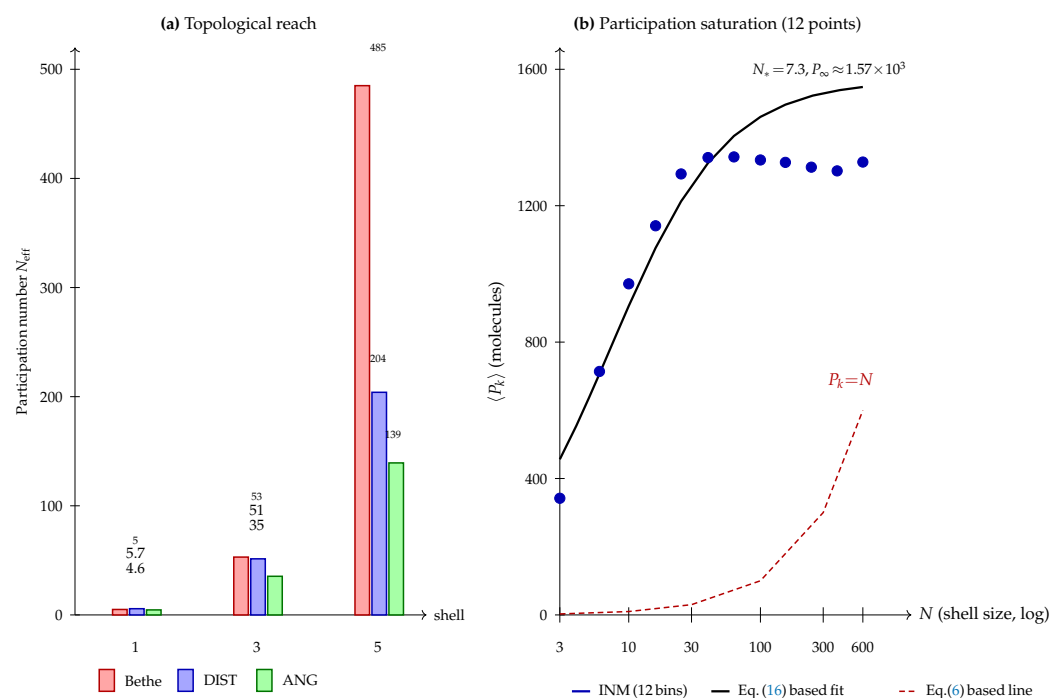 (a) Topological reach
Participation number N_eff
500
400
300
200
100
0
485
204
139
53
51
35
5
5.7
4.6
1
3
5
shell
Bethe
DIST
ANG
(b) Participation saturation (12 points)
⟨P_k⟩ (molecules)
1600
1200
800
400
0
N_* = 7.3, P_∞ ≈ 1.57 × 10^3
P_k = N
3
10
30
100
300
600
N (shell size, log)
INM (12 bins)
Eq. (16) based fit
Eq.(6) based line